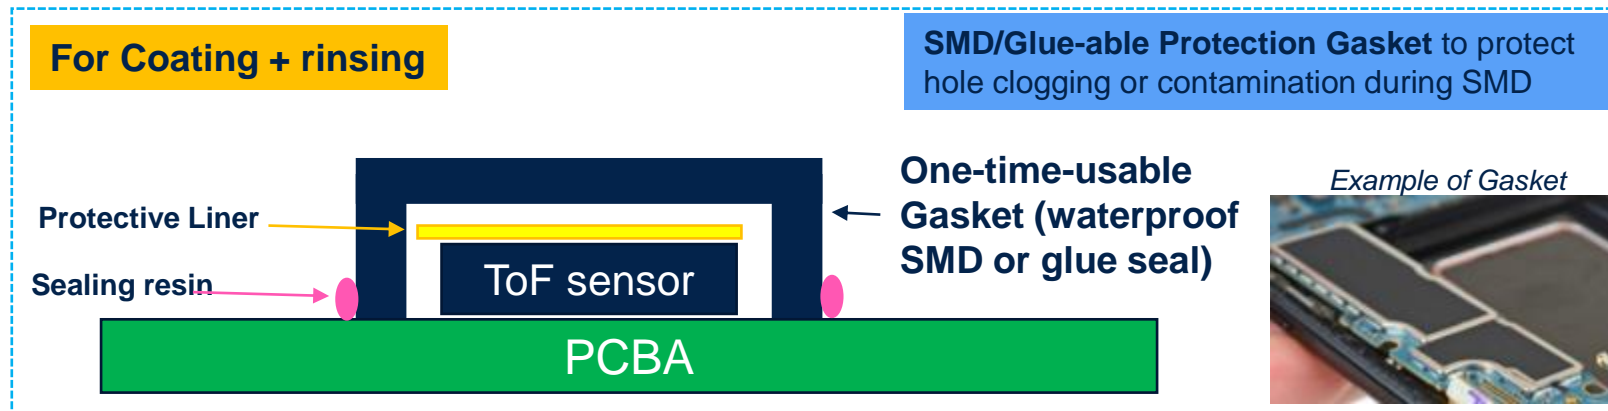 For Coating + rinsing
SMD/Glue-able Protection Gasket to protect
hole clogging or contamination during SMD
Protective Liner
Sealing resin
ToF sensor
PCBA
One-time-usable
Gasket (waterproof
SMD or glue seal)
Example of Gasket